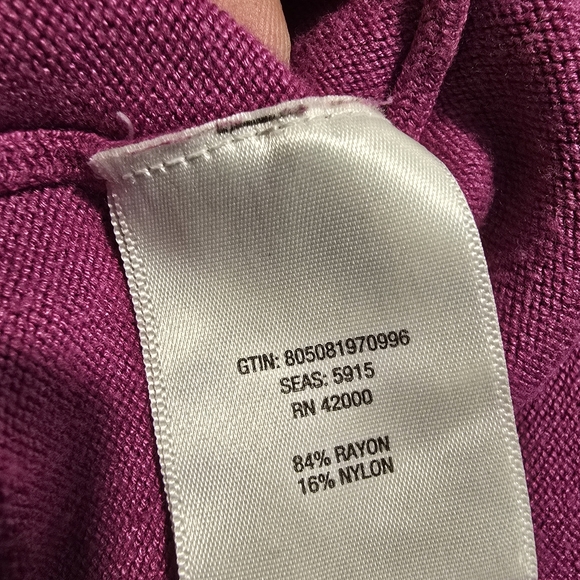 GTIN: 805081970996
SEAS: 5915
RN 42000
84% RAYON
16% NYLON